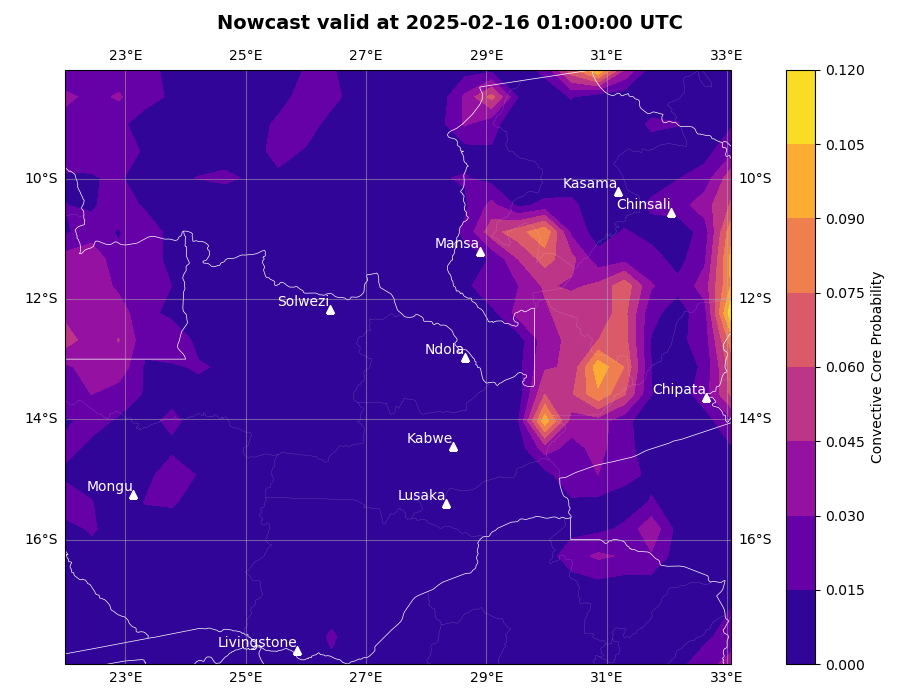 Nowcast valid at 2025-02-16 01:00:00 UTC
23°E 25°E 27°E 29°E 31°E 33°E
0.120
0.105
10°S 10°S
Kasama
Chinsali
0.090
Mansa
0.075
12°S 12°S
Solwezi
Ndola
0.060
Chipata
14°S 14°S
Kabwe
0.045
Mongu
Lusaka
0.030
16°S 16°S
0.015
Livingstone
0.000
23°E 25°E 27°E 29°E 31°E 33°E
Convective Core Probability